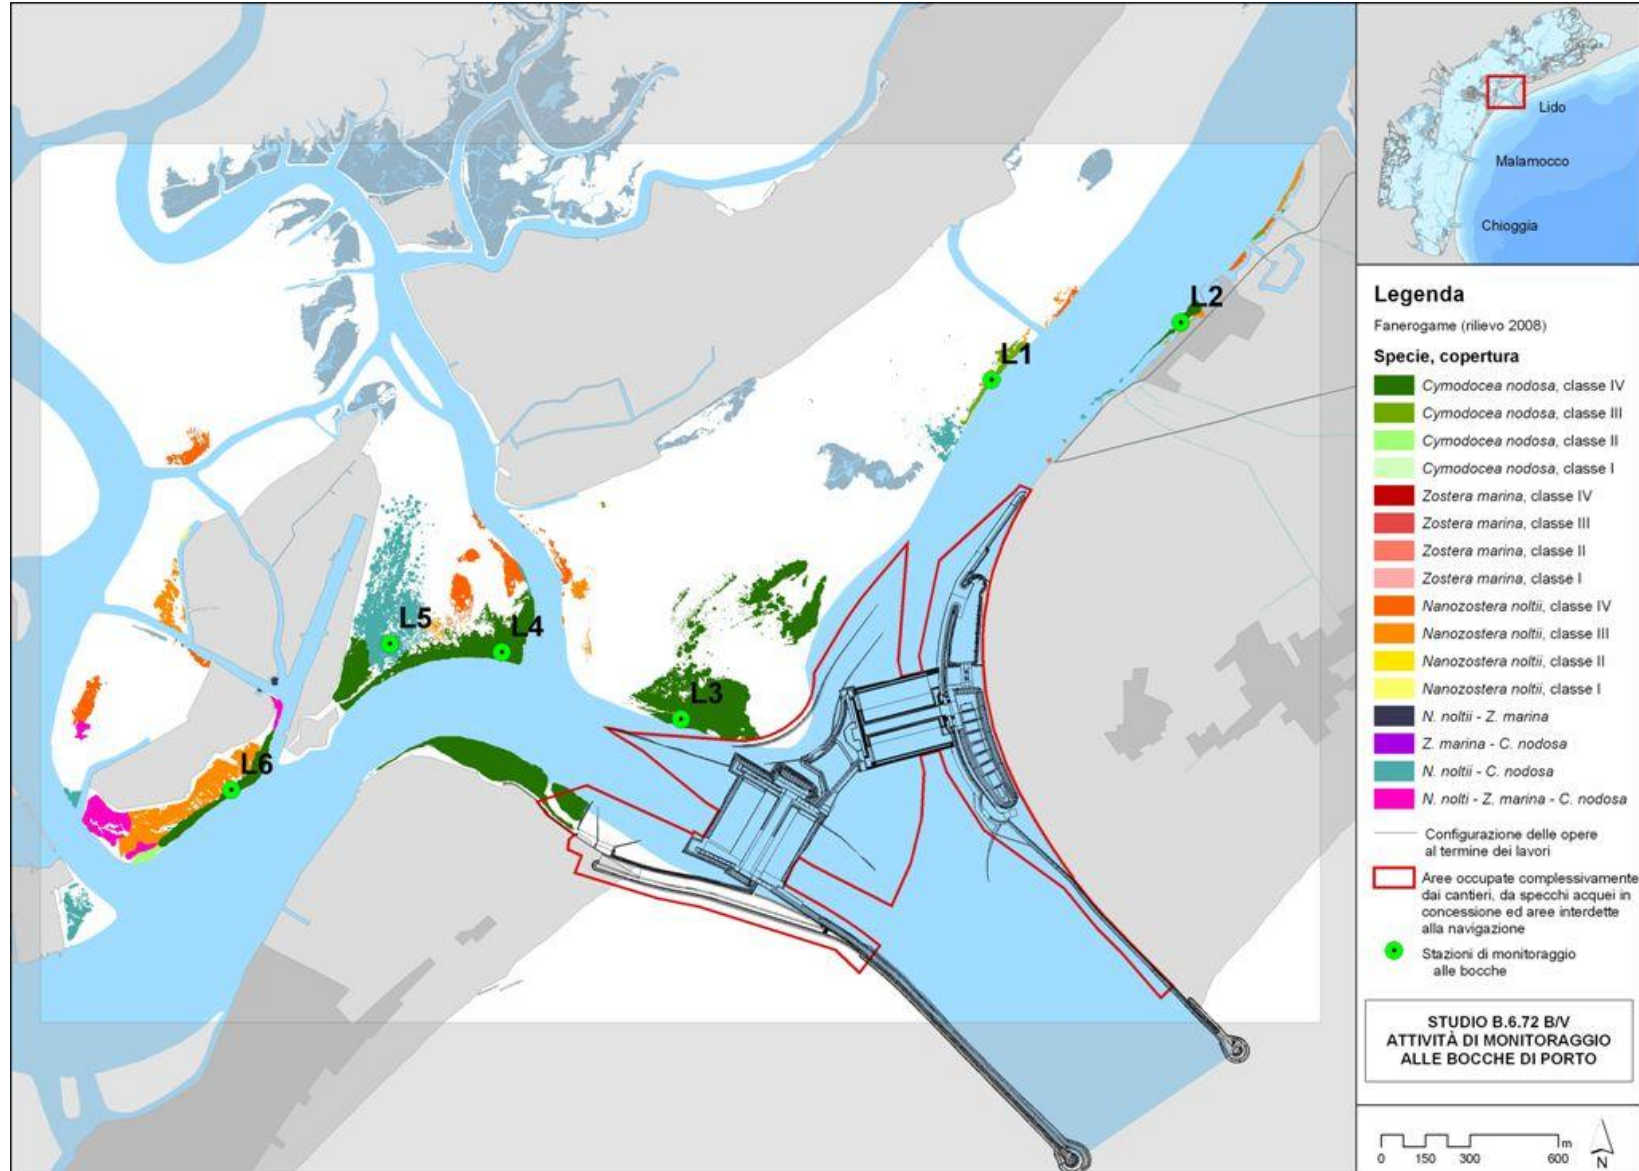 L1
L2
L3
L4
L5
L6
Lido
Malamocco
Chioggia
Legenda
Fanerogame (rilievo 2008)
Specie, copertura
Cymodocea nodosa, classe IV
Cymodocea nodosa, classe III
Cymodocea nodosa, classe II
Cymodocea nodosa, classe I
Zostera marina, classe IV
Zostera marina, classe III
Zostera marina, classe II
Zostera marina, classe I
Nanozostera noltii, classe IV
Nanozostera noltii, classe III
Nanozostera noltii, classe II
Nanozostera noltii, classe I
N. noltii - Z. marina
Z. marina - C. nodosa
N. noltii - C. nodosa
N. nolti - Z. marina - C. nodosa
Configurazione delle opere
al termine dei lavori
Aree occupate complessivamente
dai cantieri, da specchi acquei in
concessione ed aree interdette
alla navigazione
Stazioni di monitoraggio
alle bocche
STUDIO B.6.72 B/V
ATTIVITÀ DI MONITORAGGIO
ALLE BOCCHE DI PORTO
m
0 150 300 600
N